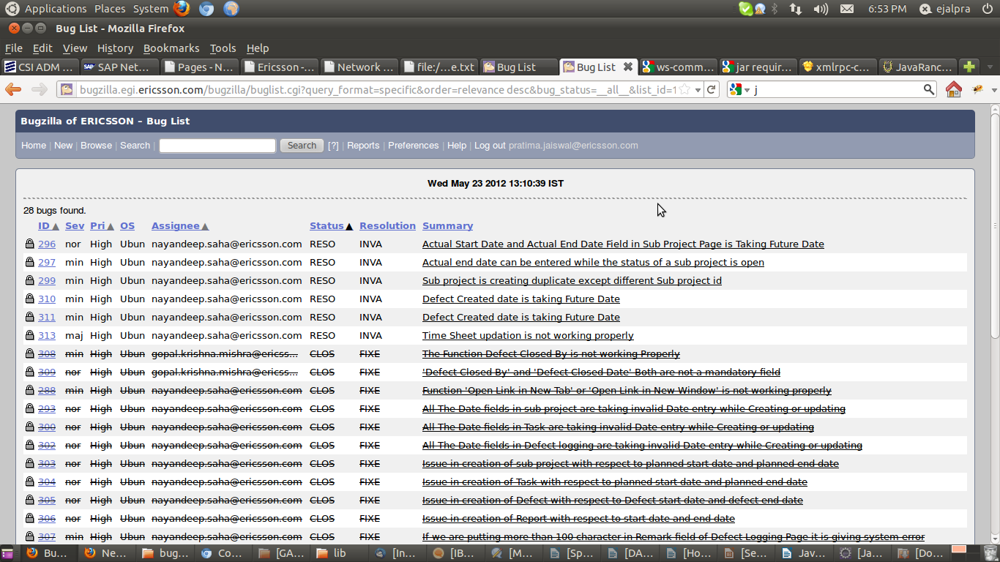 Applications Places System 6:53 PM ejalpra
Bug List - Mozilla Firefox
File Edit View History Bookmarks Tools Help
CSI ADM ... SAP Net... Pages - N... Ericsson -... Network ... file:/...e.txt Bug List Bug List ws-comm... jar requir... xmlrpc-c... JavaRanc...
bugzilla.egi.ericsson.com/bugzilla/buglist.cgi?query_format=specific&order=relevance desc&bug_status=__all__&list_id=1 j
Bugzilla of ERICSSON – Bug List
Home | New | Browse | Search | Search [?] | Reports | Preferences | Help | Log out pratima.jaiswal@ericsson.com
Wed May 23 2012 13:10:39 IST
28 bugs found.
ID▲ Sev Pri▲ OS Assignee▲ Status▲ Resolution Summary
296 nor High Ubun nayandeep.saha@ericsson.com RESO INVA Actual Start Date and Actual End Date Field in Sub Project Page is Taking Future Date
297 min High Ubun nayandeep.saha@ericsson.com RESO INVA Actual end date can be entered while the status of a sub project is open
299 min High Ubun nayandeep.saha@ericsson.com RESO INVA Sub project is creating duplicate except different Sub project id
310 min High Ubun nayandeep.saha@ericsson.com RESO INVA Defect Created date is taking Future Date
311 min High Ubun nayandeep.saha@ericsson.com RESO INVA Defect Created date is taking Future Date
313 maj High Ubun nayandeep.saha@ericsson.com RESO INVA Time Sheet updation is not working properly
308 min High Ubun gopal.krishna.mishra@ericss... CLOS FIXE The Function Defect Closed By is not working Properly
309 nor High Ubun gopal.krishna.mishra@ericss... CLOS FIXE 'Defect Closed By' and 'Defect Closed Date' Both are not a mandatory field
288 min High Ubun nayandeep.saha@ericsson.com CLOS FIXE Function 'Open Link in New Tab' or 'Open Link in New Window' is not working properly
293 nor High Ubun nayandeep.saha@ericsson.com CLOS FIXE All The Date fields in sub project are taking invalid Date entry while Creating or updating
300 nor High Ubun nayandeep.saha@ericsson.com CLOS FIXE All The Date fields in Task are taking invalid Date entry while Creating or updating
302 nor High Ubun nayandeep.saha@ericsson.com CLOS FIXE All The Date fields in Defect logging are taking invalid Date entry while Creating or updating
303 nor High Ubun nayandeep.saha@ericsson.com CLOS FIXE Issue in creation of sub project with respect to planned start date and planned end date
304 nor High Ubun nayandeep.saha@ericsson.com CLOS FIXE Issue in creation of Task with respect to planned start date and planned end date
305 nor High Ubun nayandeep.saha@ericsson.com CLOS FIXE Issue in creation of Defect with respect to Defect start date and defect end date
306 nor High Ubun nayandeep.saha@ericsson.com CLOS FIXE Issue in creation of Report with respect to start date and end date
307 min High Ubun nayandeep.saha@ericsson.com CLOS FIXE If we are putting more than 100 character in Remark field of Defect Logging Page it is giving system error
Bu... Ne... bug... Co... [GA... lib [In... [IB... [M... [Sp... [DA... [Ho... [Se... Jav... [Ja... [Do...